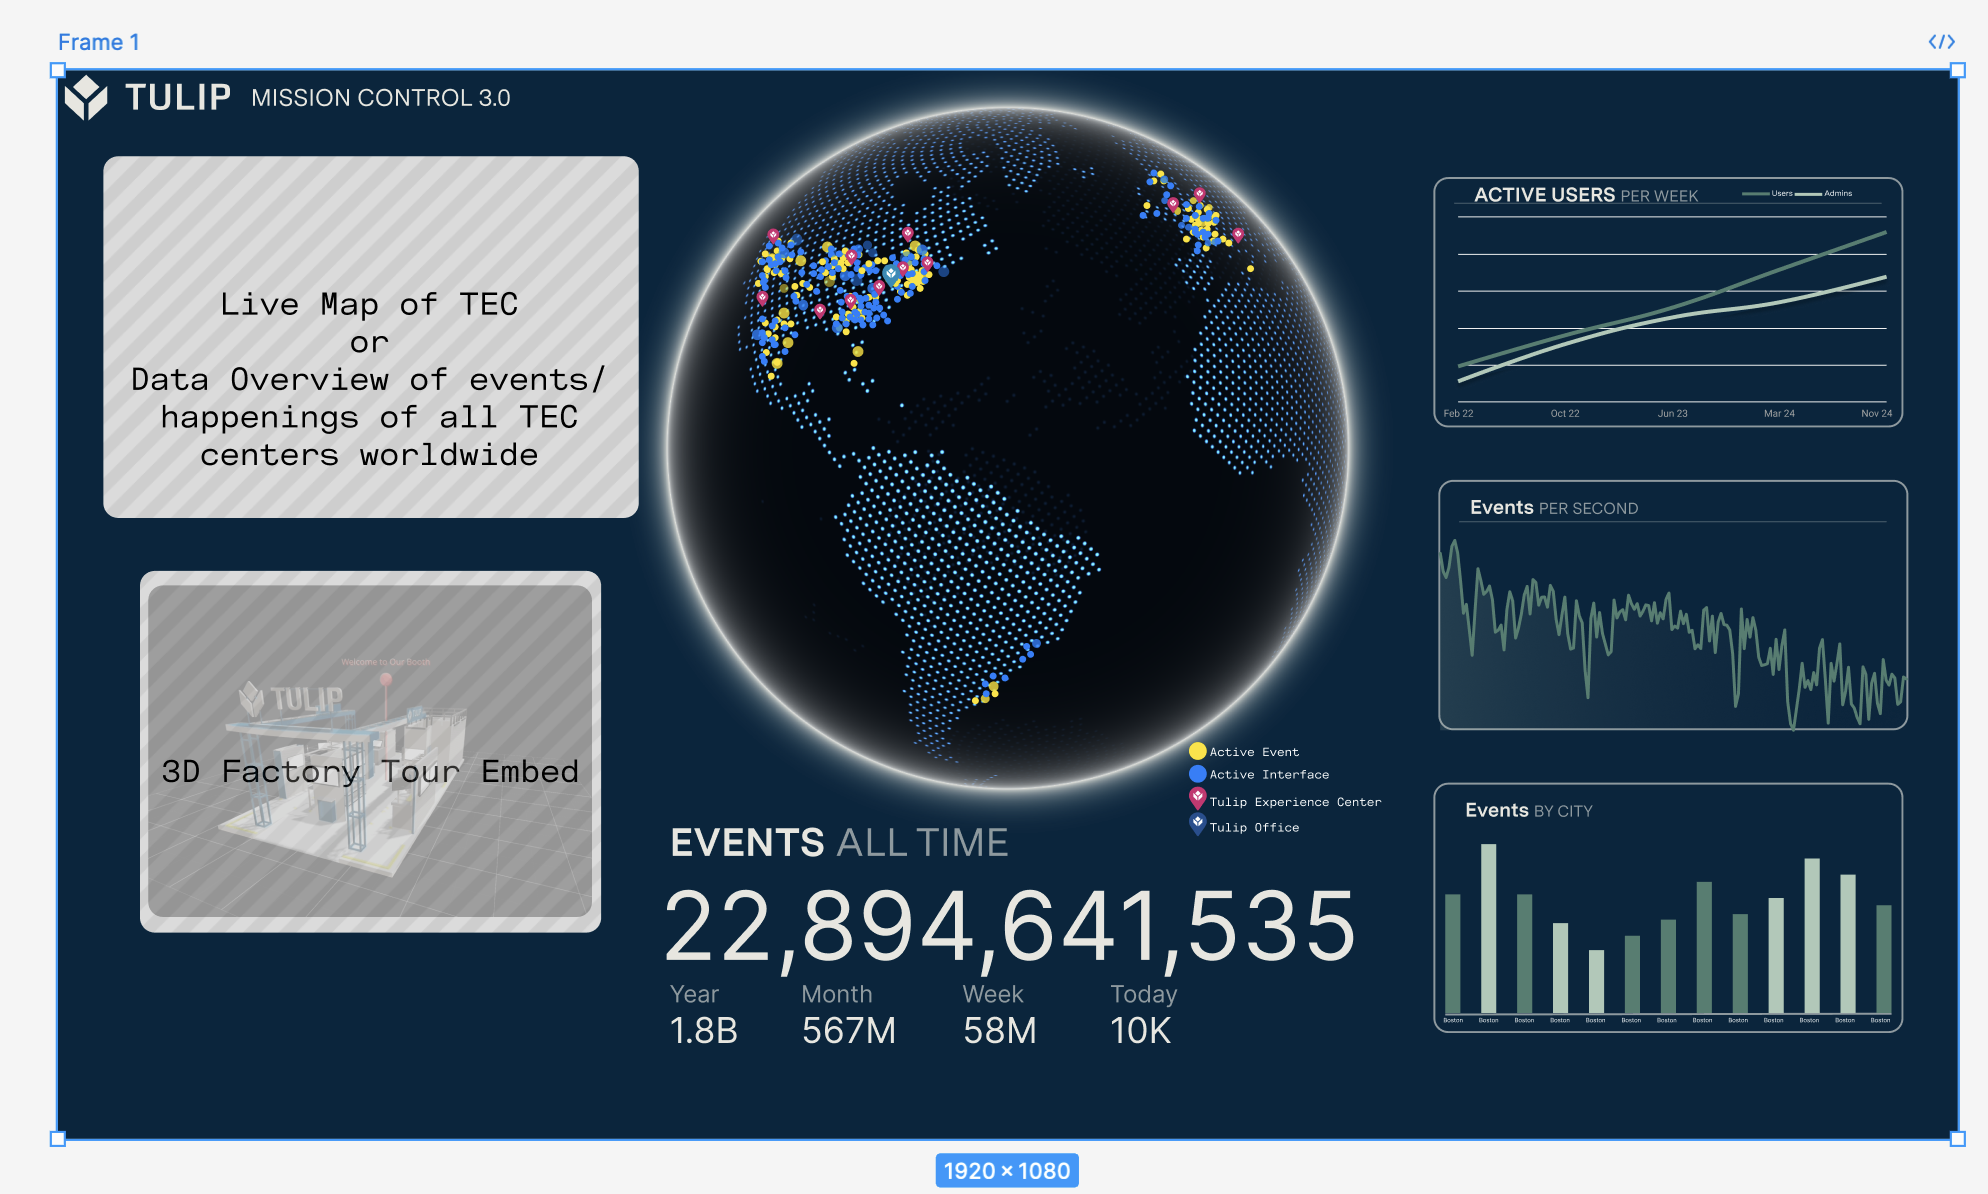 Frame 1
TULIP MISSION CONTROL 3.0
Live Map of TEC
or
Data Overview of events/
happenings of all TEC
centers worldwide
Welcome to Our Booth
TULIP
3D Factory Tour Embed
Active Event
Active Interface
Tulip Experience Center
Tulip Office
EVENTS ALL TIME
22,894,641,535
Year Month Week Today
1.8B 567M 58M 10K
ACTIVE USERS PER WEEK
Users Admins
Feb 22 Oct 22 Jun 23 Mar 24 Nov 24
Events PER SECOND
Events BY CITY
Boston Boston Boston Boston Boston Boston Boston Boston Boston Boston Boston Boston Boston
1920 × 1080